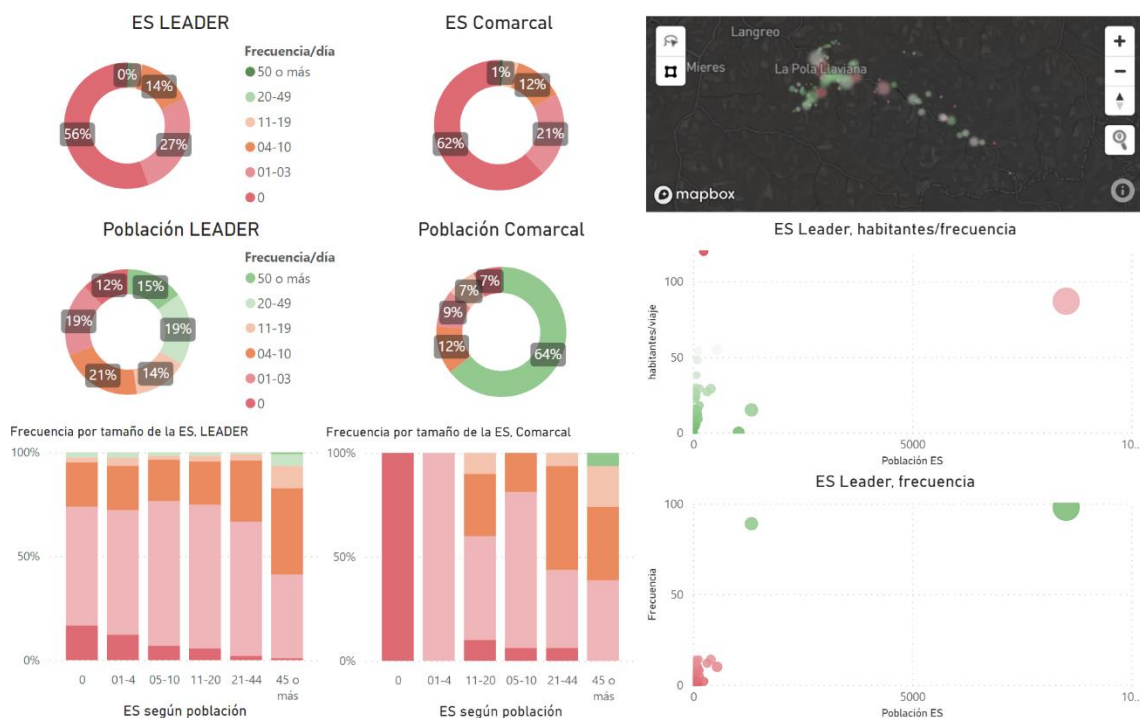 ES LEADER
Frecuencia/día
50 o más
20-49
11-19
04-10
01-03
0
0%
14%
27%
56%
ES Comarcal
1%
12%
21%
62%
Langreo
Mieres
La Pola Llaviana
mapbox
Población LEADER
Frecuencia/día
50 o más
20-49
11-19
04-10
01-03
0
12%
15%
19%
19%
21%
14%
Población Comarcal
7%
7%
9%
12%
64%
ES Leader, habitantes/frecuencia
habitantes/viaje
100
50
0
0
5000
10...
Población ES
Frecuencia por tamaño de la ES, LEADER
100%
50%
0%
0
01-4
05-10
11-20
21-44
45 o
más
ES según población
Frecuencia por tamaño de la ES, Comarcal
100%
50%
0%
0
01-4
11-20
05-10
21-44
45 o
más
ES según población
ES Leader, frecuencia
Frecuencia
100
50
0
0
5000
10...
Población ES